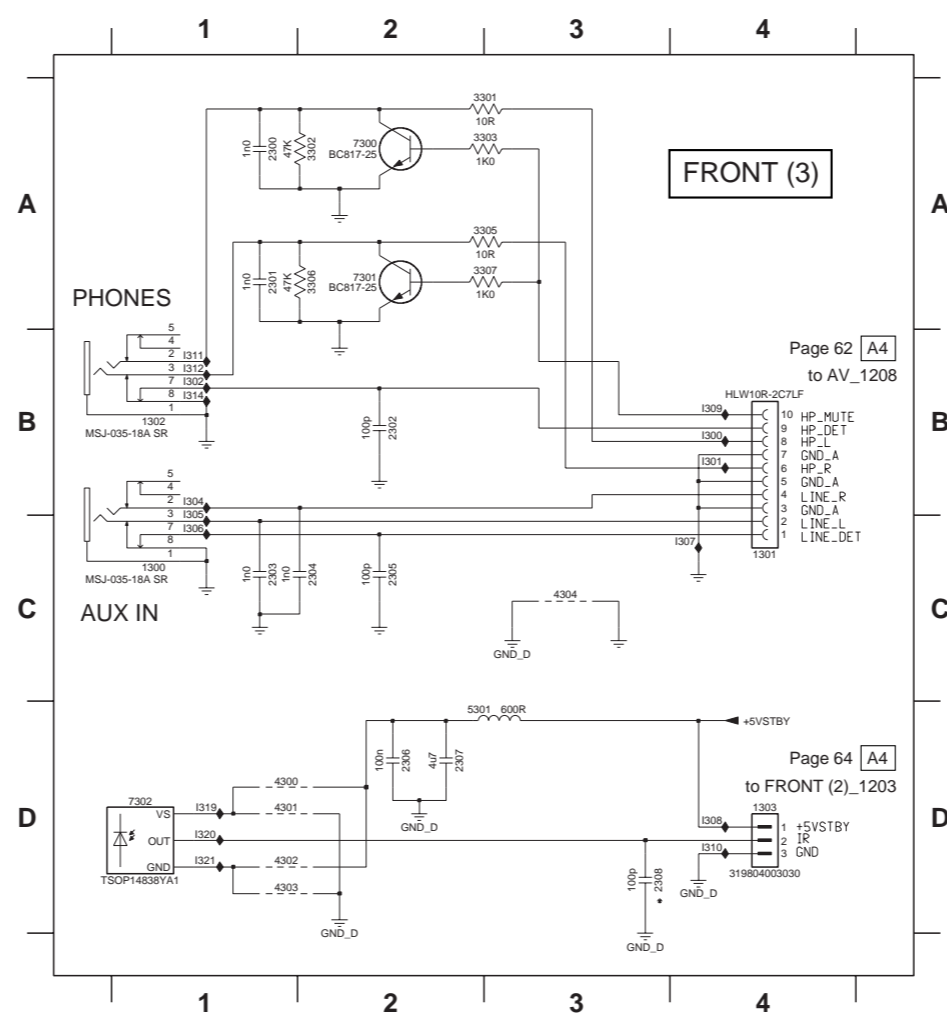 1 2 3 4
A A
B B
C C
D D
1 2 3 4
FRONT (3)
3301
10R
1n0
2300
47K
3302
7300
BC817-25
3303
1K0
3305
10R
1n0
2301
47K
3306
7301
BC817-25
3307
1K0
PHONES
5
4
2 I311
3 I312
7 I302
8 I314
1
1302
MSJ-035-18A SR
100p
2302
Page 62 A4
to AV_1208
HLW10R-2C7LF
I309 10 HP_MUTE
9 HP_DET
I300 8 HP_L
7 GND_A
I301 6 HP_R
5 GND_A
4 LINE_R
3 GND_A
2 LINE_L
1 LINE_DET
I307
1301
5
4
2 I304
3 I305
7 I306
8
1
1300
MSJ-035-18A SR
AUX IN
1n0
2303
1n0
2304
100p
2305
4304
GND_D
5301 600R
+5VSTBY
100n
2306
4u7
2307
GND_D
Page 64 A4
to FRONT (2)_1203
7302
VS I319
OUT I320
GND I321
TSOP14838YA1
4300
4301
4302
4303
GND_D
100p
* 2308
GND_D
1303
I308 1 +5VSTBY
2 IR
I310 3 GND
GND_D
319804003030